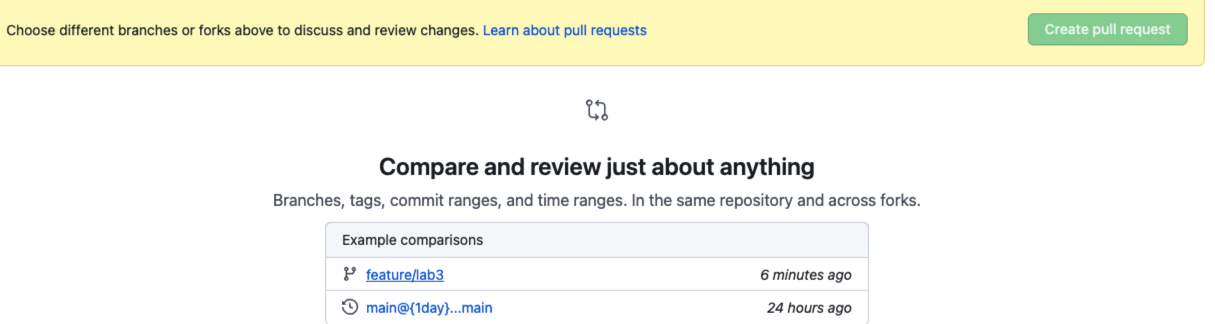 Choose different branches or forks above to discuss and review changes. Learn about pull requests
Create pull request
Compare and review just about anything
Branches, tags, commit ranges, and time ranges. In the same repository and across forks.
Example comparisons
feature/lab3 6 minutes ago
main@{1day}...main 24 hours ago